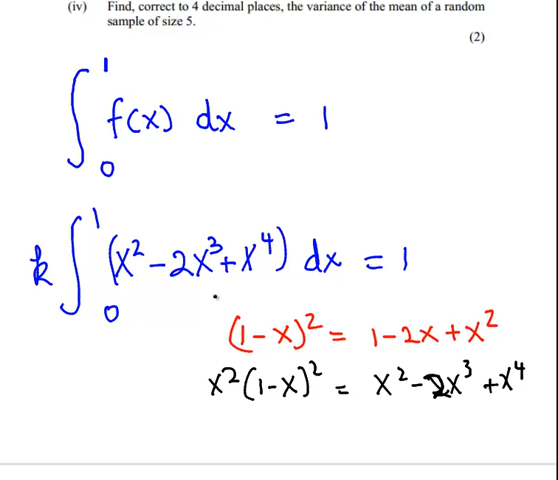 (iv) Find, correct to 4 decimal places, the variance of the mean of a random
sample of size 5.
(2)
∫₀¹ f(x) dx = 1
k ∫₀¹ (x² - 2x³ + x⁴) dx = 1
(1-x)² = 1-2x+x²
x²(1-x)² = x² - 2x³ + x⁴